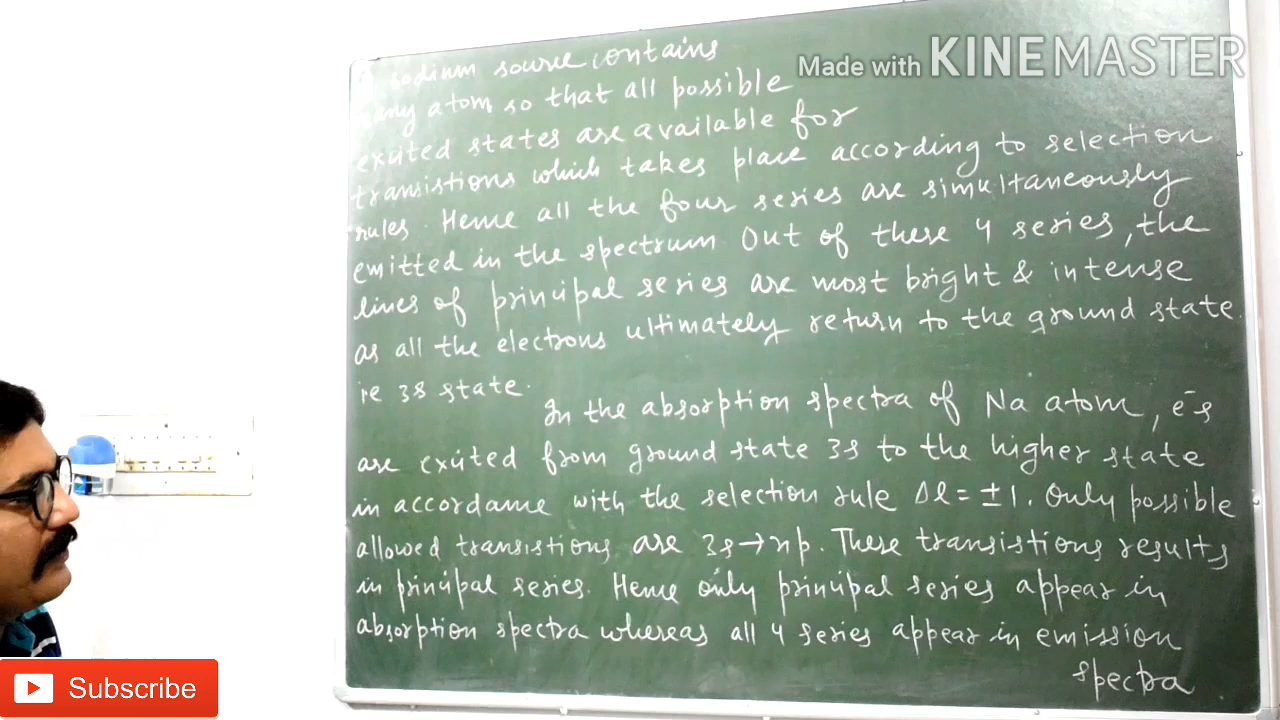 Made with KINEMASTER
A sodium source contains
many atom so that all possible
excited states are available for
transistions which takes place according to selection
rules. Hence all the four series are simultaneously
emitted in the spectrum Out of these 4 series, the
lines of principal series are most bright & intense
as all the electrons ultimately return to the ground state
ie 3s state.
In the absorption spectra of Na atom, e⁻s
are excited from ground state 3s to the higher state
in accordance with the selection rule Δl = ±1. Only possible
allowed transistions are 3s→np. These transistions results
in principal series. Hence only principal series appear in
absorption spectra whereas all 4 series appear in emission
spectra
Subscribe